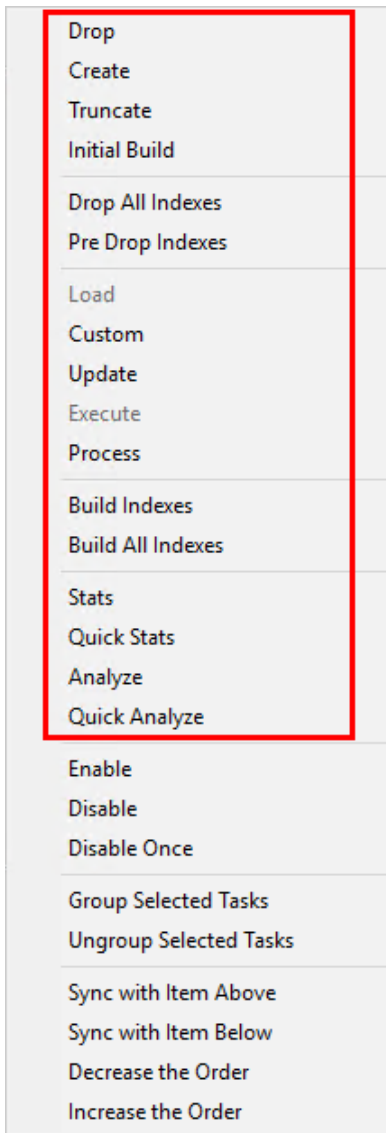 Drop
Create
Truncate
Initial Build
Drop All Indexes
Pre Drop Indexes
Load
Custom
Update
Execute
Process
Build Indexes
Build All Indexes
Stats
Quick Stats
Analyze
Quick Analyze
Enable
Disable
Disable Once
Group Selected Tasks
Ungroup Selected Tasks
Sync with Item Above
Sync with Item Below
Decrease the Order
Increase the Order